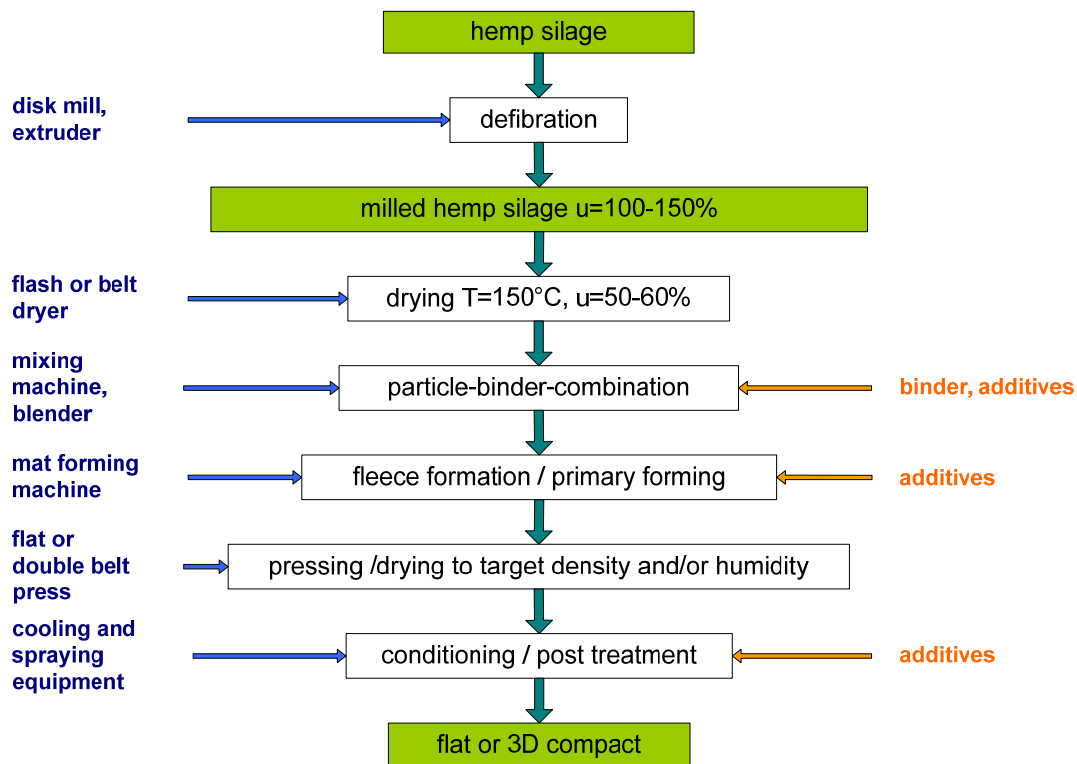 hemp silage
disk mill,
extruder
defibration
milled hemp silage u=100-150%
flash or belt
dryer
drying T=150°C, u=50-60%
mixing
machine,
blender
particle-binder-combination
binder, additives
mat forming
machine
fleece formation / primary forming
additives
flat or
double belt
press
pressing /drying to target density and/or humidity
cooling and
spraying
equipment
conditioning / post treatment
additives
flat or 3D compact